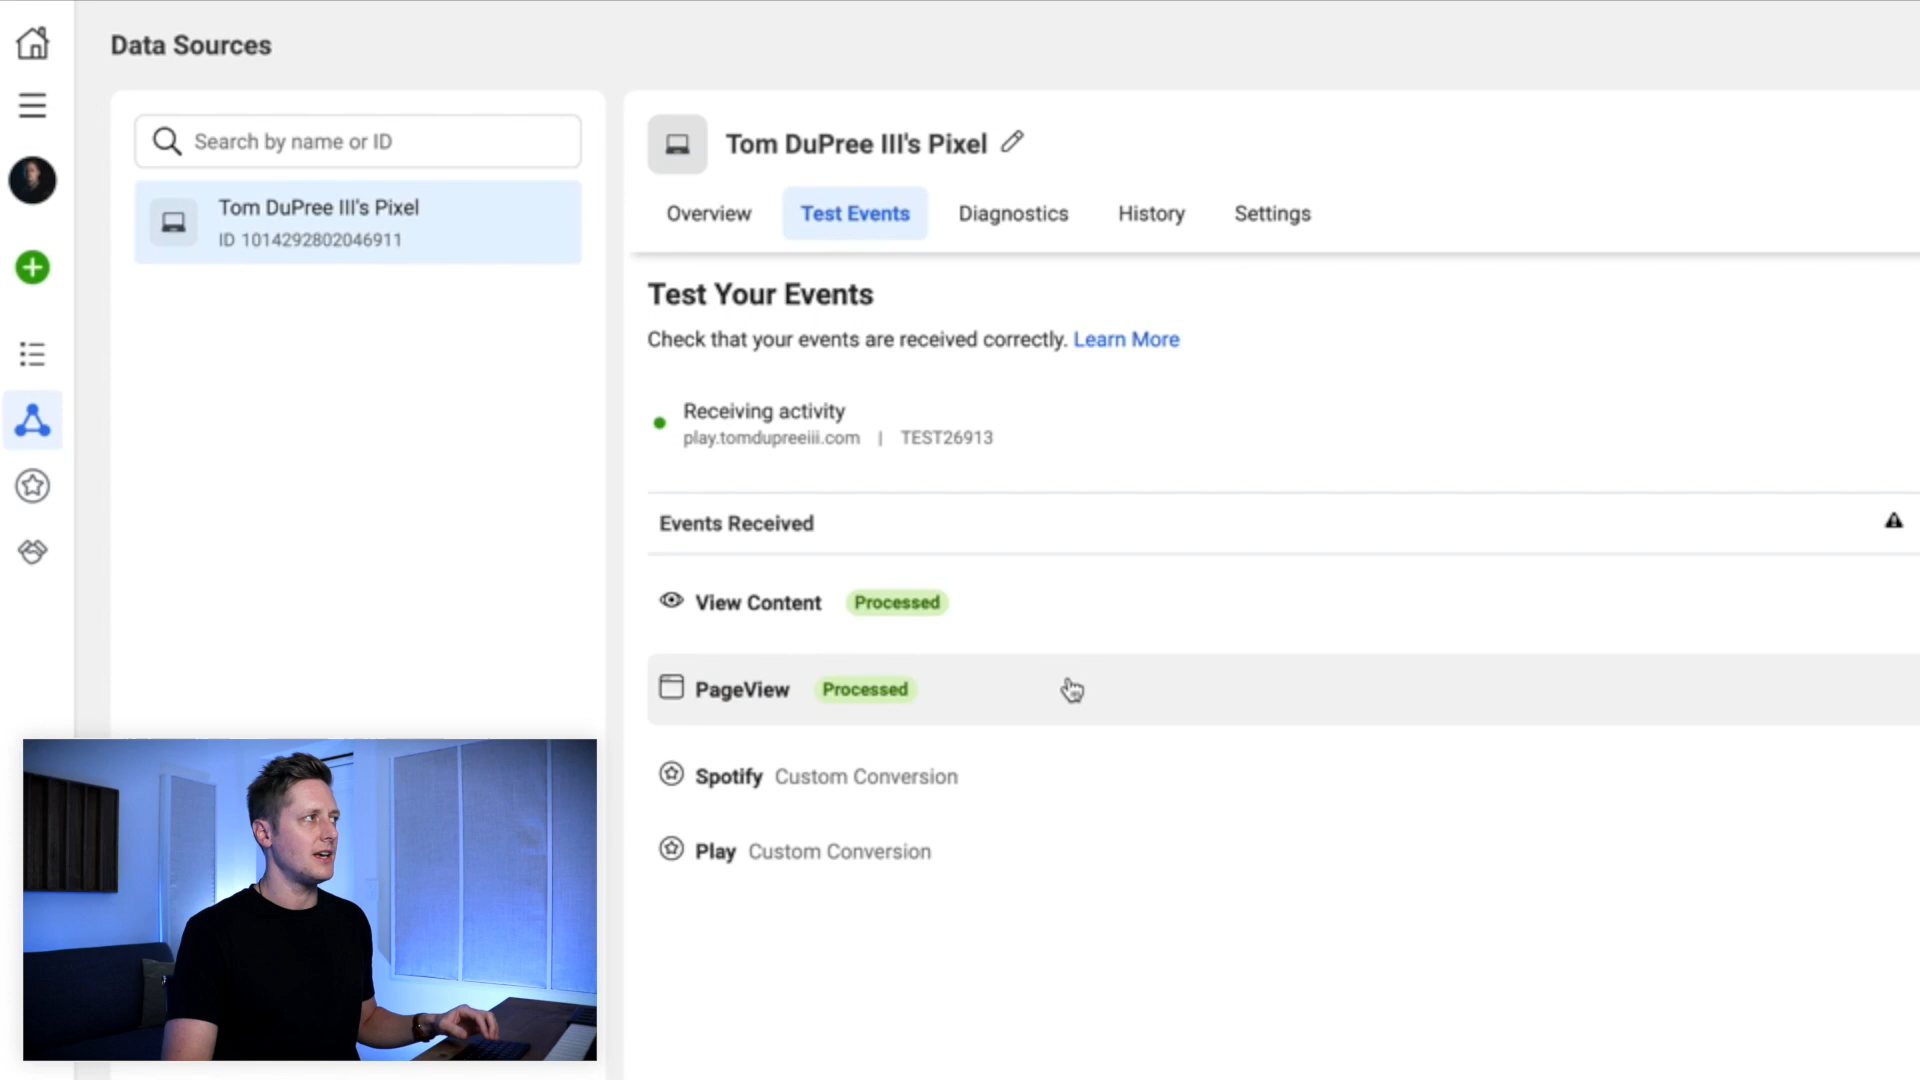 Data Sources
Search by name or ID
Tom DuPree III's Pixel
ID 1014292802046911
Tom DuPree III's Pixel
Overview
Test Events
Diagnostics
History
Settings
Test Your Events
Check that your events are received correctly. Learn More
Receiving activity
play.tomdupreeiii.com | TEST26913
Events Received
View Content Processed
PageView Processed
Spotify Custom Conversion
Play Custom Conversion